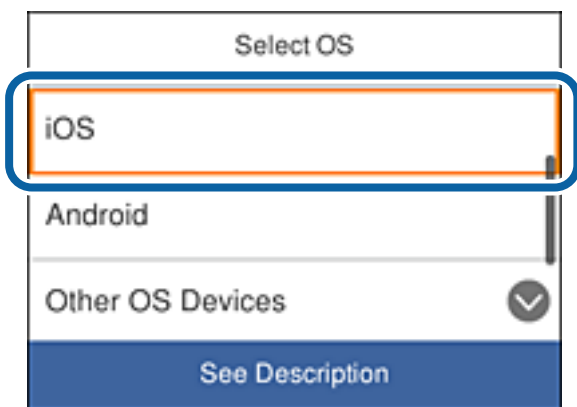 Select OS
iOS
Android
Other OS Devices
See Description